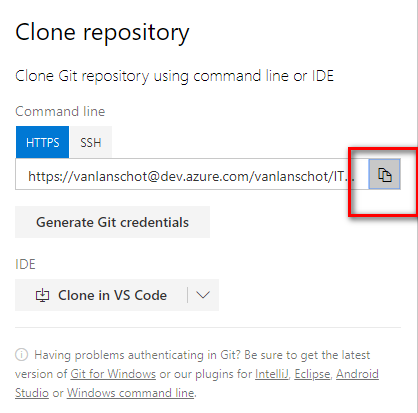 Clone repository
Clone Git repository using command line or IDE
Command line
HTTPS SSH
https://vanlanschot@dev.azure.com/vanlanschot/IT...
Generate Git credentials
IDE
Clone in VS Code
Having problems authenticating in Git? Be sure to get the latest
version of Git for Windows or our plugins for IntelliJ, Eclipse, Android
Studio or Windows command line.